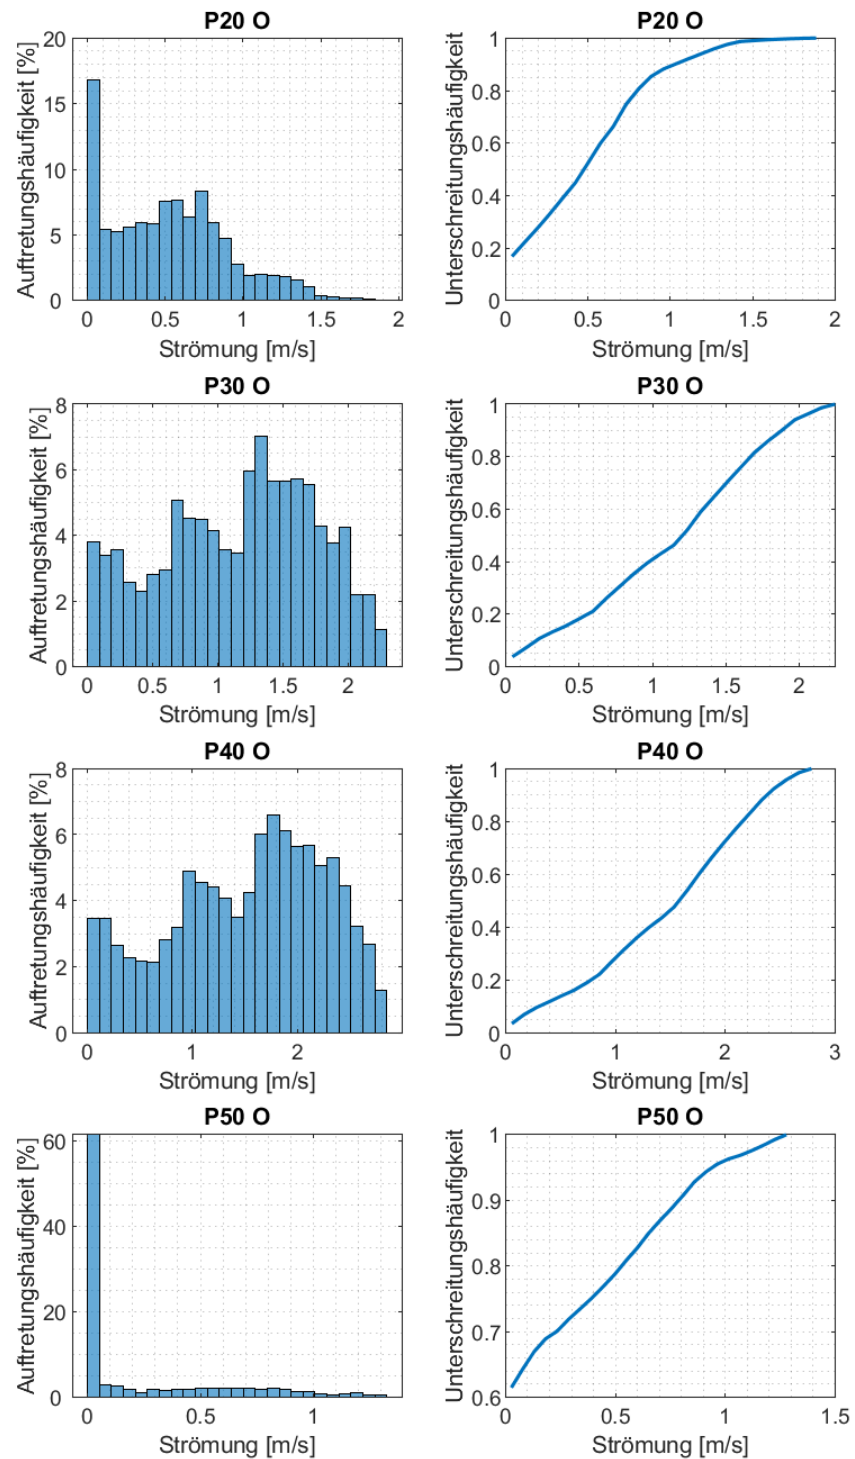 P20 O
Auftretungshäufigkeit [%]
20
15
10
5
0
0 0.5 1 1.5 2
Strömung [m/s]
P20 O
Unterschreitungshäufigkeit
1
0.8
0.6
0.4
0.2
0
0 0.5 1 1.5 2
Strömung [m/s]
P30 O
Auftretungshäufigkeit [%]
8
6
4
2
0
0 0.5 1 1.5 2
Strömung [m/s]
P30 O
Unterschreitungshäufigkeit
1
0.8
0.6
0.4
0.2
0
0 0.5 1 1.5 2
Strömung [m/s]
P40 O
Auftretungshäufigkeit [%]
8
6
4
2
0
0 1 2
Strömung [m/s]
P40 O
Unterschreitungshäufigkeit
1
0.8
0.6
0.4
0.2
0
0 1 2 3
Strömung [m/s]
P50 O
Auftretungshäufigkeit [%]
60
40
20
0
0 0.5 1
Strömung [m/s]
P50 O
Unterschreitungshäufigkeit
1
0.9
0.8
0.7
0.6
0 0.5 1 1.5
Strömung [m/s]